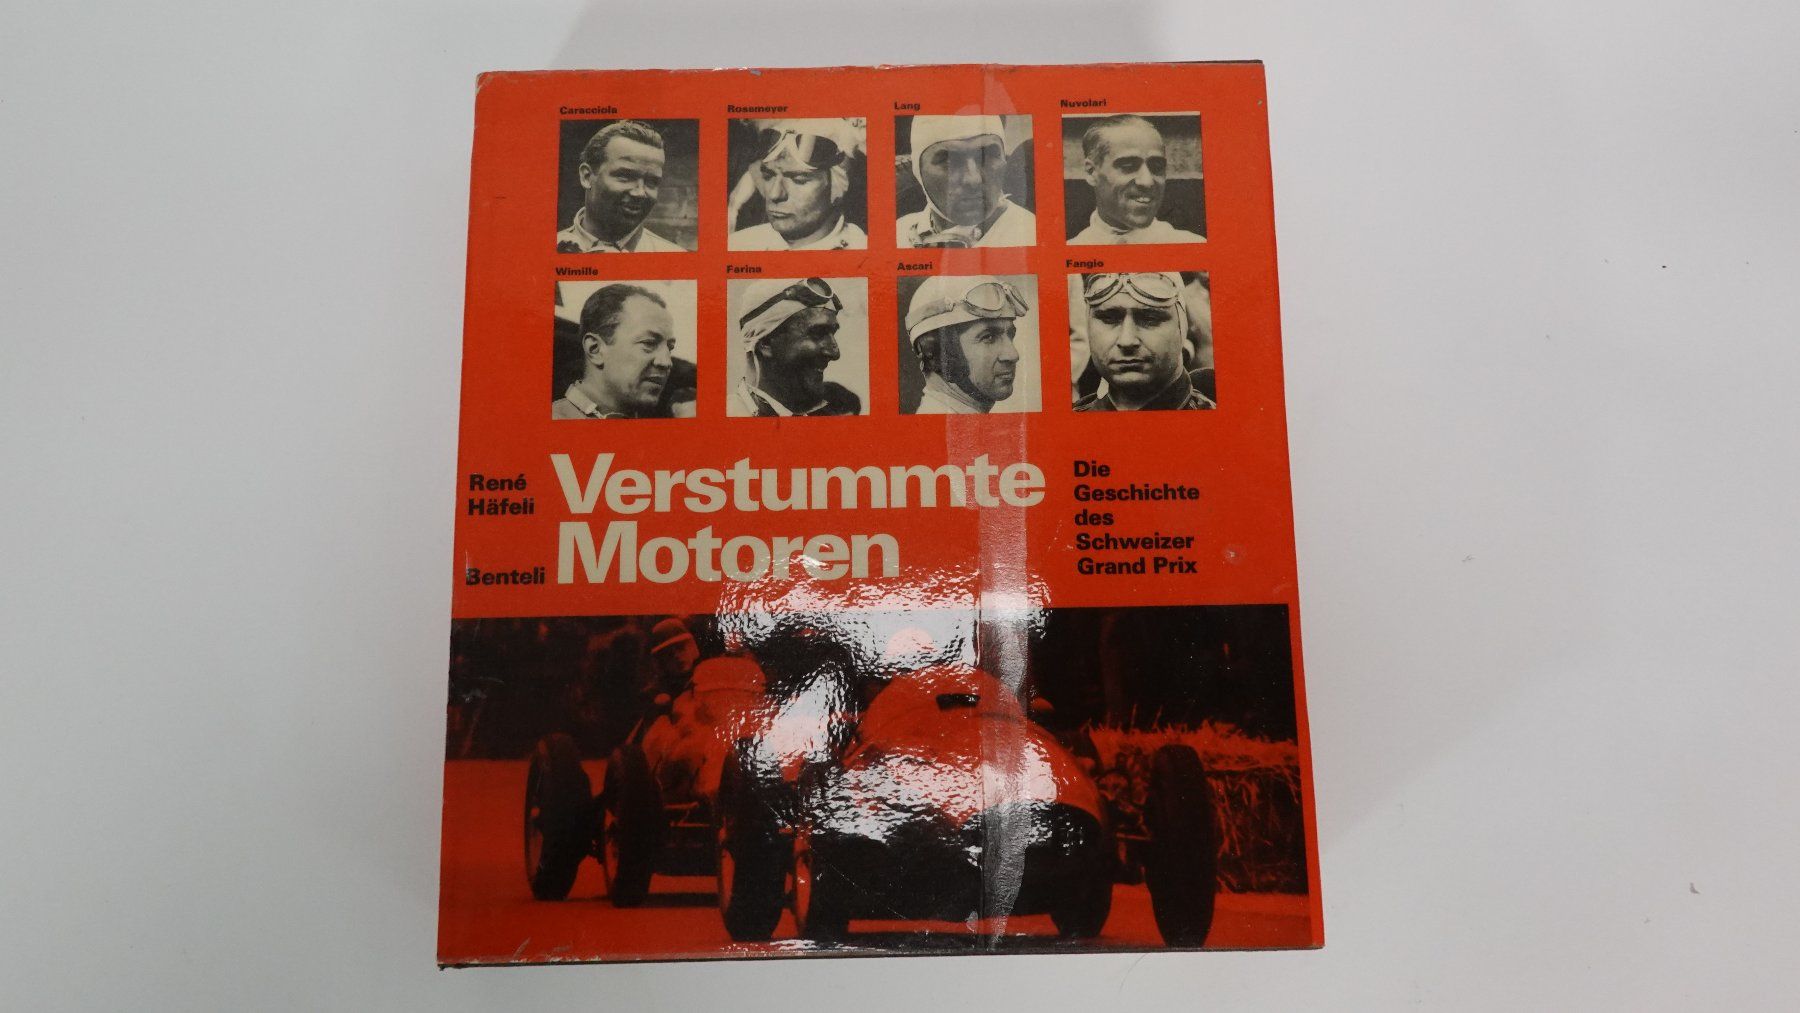 Caracciola
Rosemeyer
Lang
Nuvolari
Wimille
Farina
Ascari
Fangio
René
Häfeli
Benteli
Verstummte
Motoren
Die
Geschichte
des
Schweizer
Grand Prix